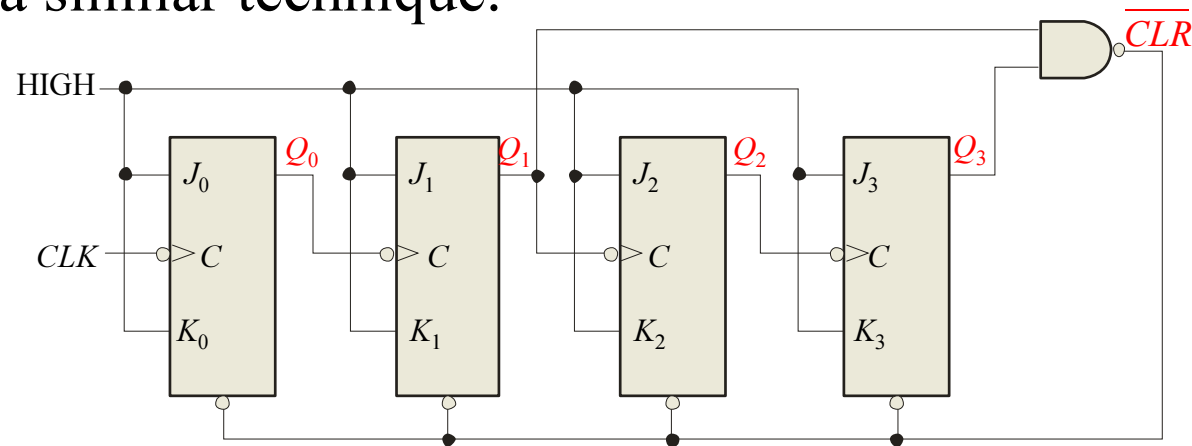 a similar technique:
CLR
HIGH
Q0 Q1 Q2 Q3
J0 J1 J2 J3
CLK C C C C
K0 K1 K2 K3